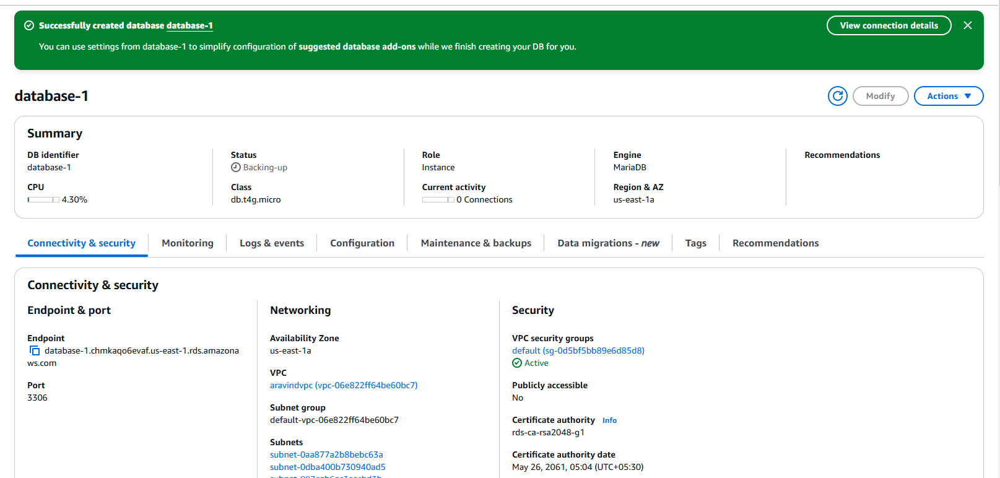 Successfully created database database-1
View connection details
You can use settings from database-1 to simplify configuration of suggested database add-ons while we finish creating your DB for you.
database-1
Modify
Actions
Summary
DB identifier
database-1
CPU
4.30%
Status
Backing-up
Class
db.t4g.micro
Role
Instance
Current activity
0 Connections
Engine
MariaDB
Region & AZ
us-east-1a
Recommendations
Connectivity & security
Monitoring
Logs & events
Configuration
Maintenance & backups
Data migrations - new
Tags
Recommendations
Connectivity & security
Endpoint & port
Endpoint
database-1.chmkaqo6evaf.us-east-1.rds.amazona
ws.com
Port
3306
Networking
Availability Zone
us-east-1a
VPC
aravindvpc (vpc-06e822ff64be60bc7)
Subnet group
default-vpc-06e822ff64be60bc7
Subnets
subnet-0aa877a2b8bebc63a
subnet-0dba400b730940ad5
Security
VPC security groups
default (sg-0d5bf5bb89e6d85d8)
Active
Publicly accessible
No
Certificate authority Info
rds-ca-rsa2048-g1
Certificate authority date
May 26, 2061, 05:04 (UTC+05:30)